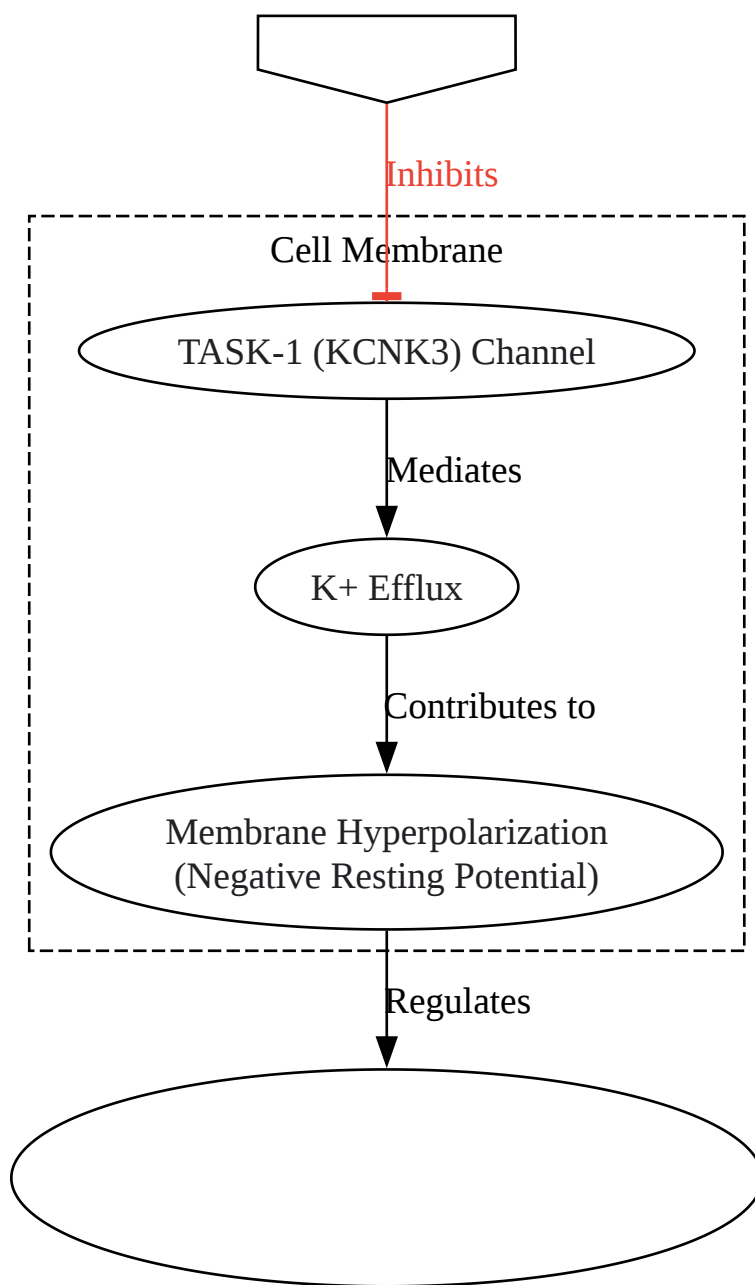 Inhibits
Cell Membrane
TASK-1 (KCNK3) Channel
Mediates
K+ Efflux
Contributes to
Membrane Hyperpolarization
(Negative Resting Potential)
Regulates